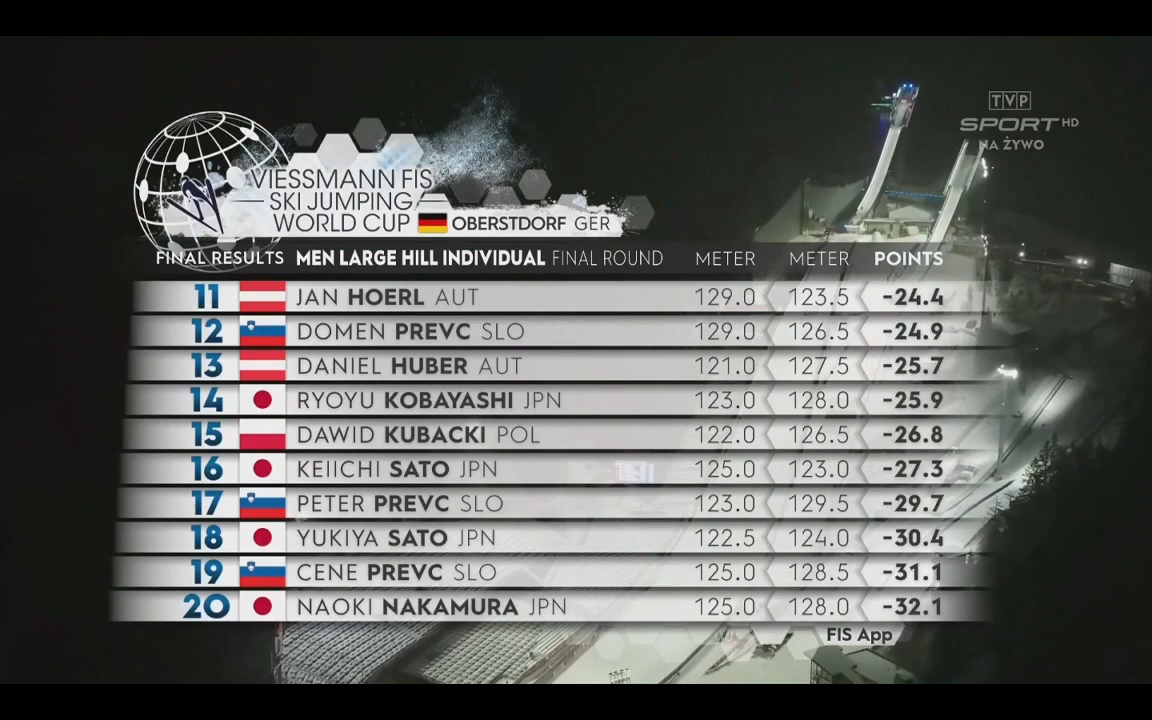 TVP
SPORT HD
NA ŻYWO
VIESSMANN FIS
SKI JUMPING
WORLD CUP
OBERSTDORF GER
FINAL RESULTS MEN LARGE HILL INDIVIDUAL FINAL ROUND METER METER POINTS
11 JAN HOERL AUT 129.0 123.5 -24.4
12 DOMEN PREVC SLO 129.0 126.5 -24.9
13 DANIEL HUBER AUT 121.0 127.5 -25.7
14 RYOYU KOBAYASHI JPN 123.0 128.0 -25.9
15 DAWID KUBACKI POL 122.0 126.5 -26.8
16 KEIICHI SATO JPN 125.0 123.0 -27.3
17 PETER PREVC SLO 123.0 129.5 -29.7
18 YUKIYA SATO JPN 122.5 124.0 -30.4
19 CENE PREVC SLO 125.0 128.5 -31.1
20 NAOKI NAKAMURA JPN 125.0 128.0 -32.1
FIS App